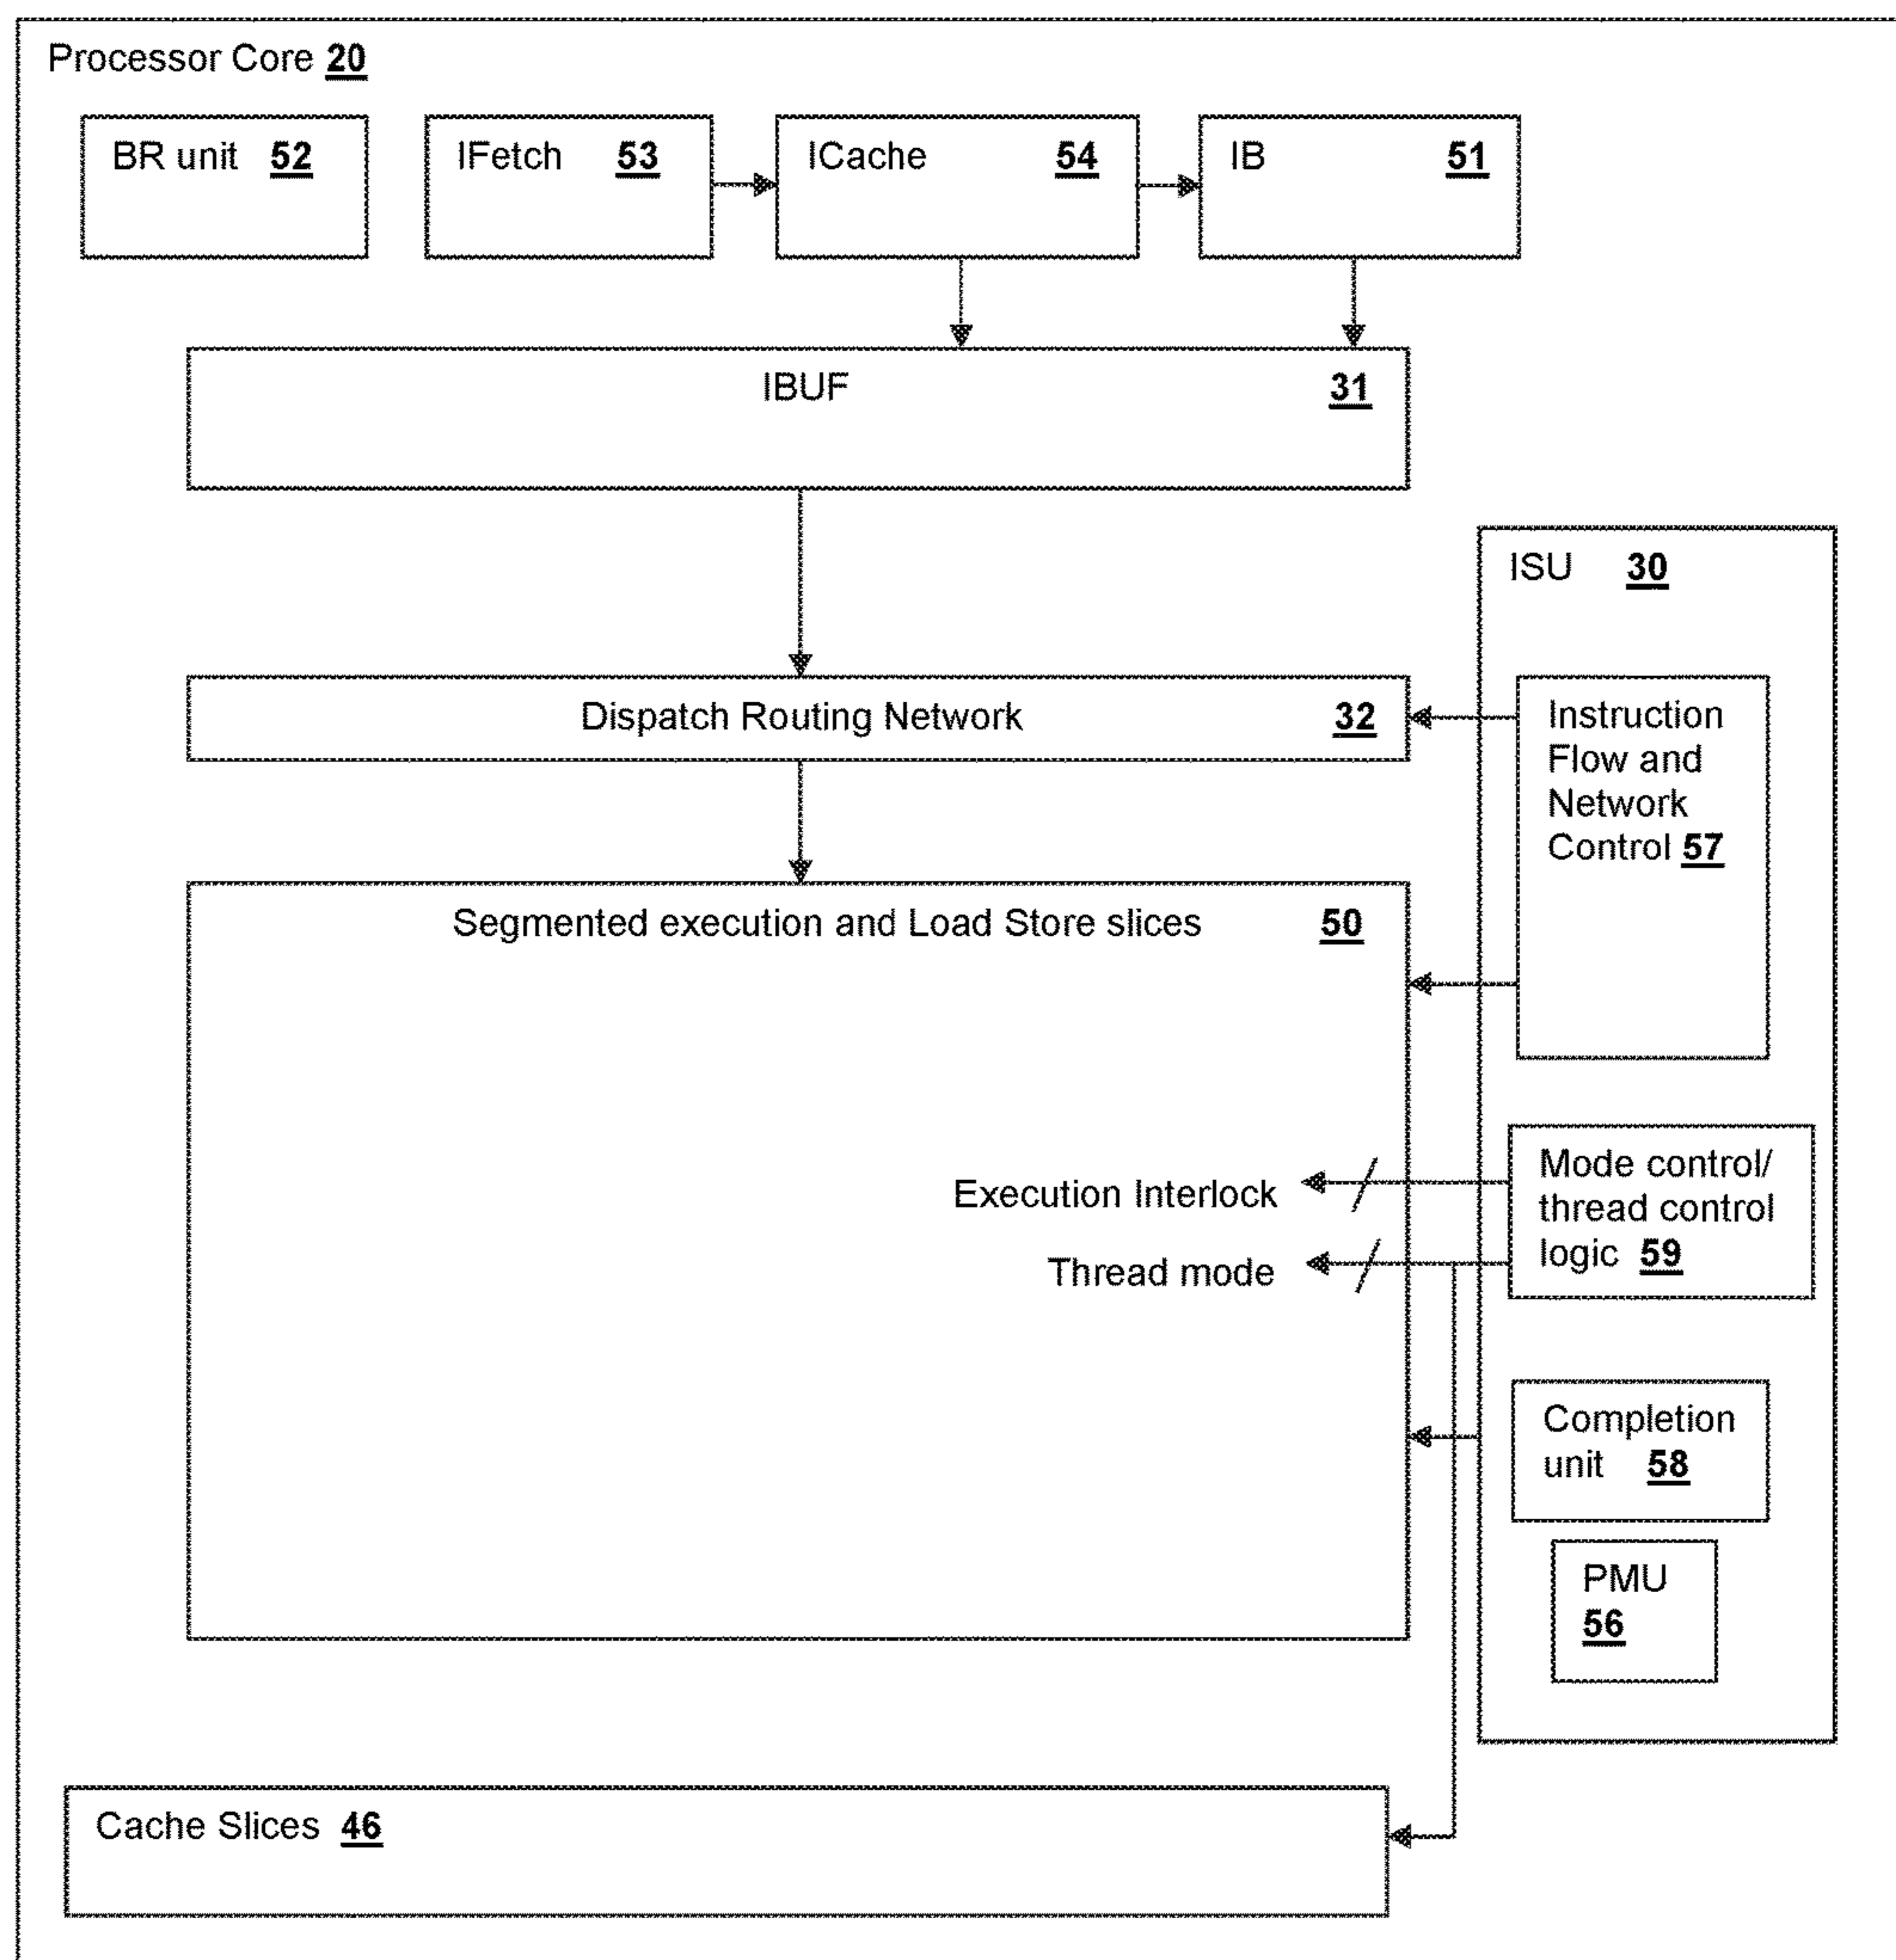 Processor Core 20
BR unit 52
IFetch 53
ICache 54
IB 51
IBUF 31
ISU 30
Dispatch Routing Network 32
Instruction
Flow and
Network
Control 57
Segmented execution and Load Store slices 50
Execution Interlock
Thread mode
Mode control/
thread control
logic 59
Completion
unit 58
PMU
56
Cache Slices 46